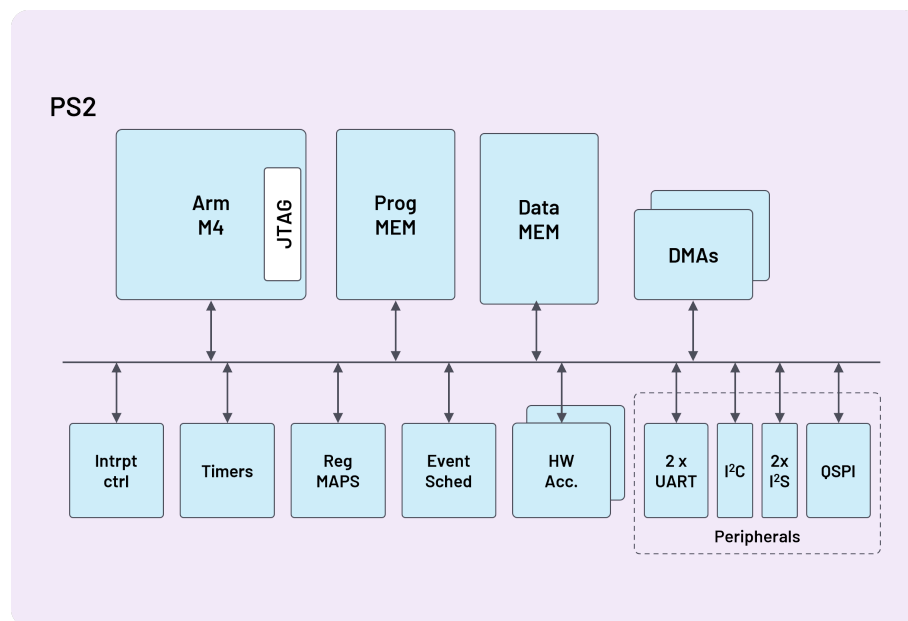 PS2
Arm
M4
JTAG
Prog
MEM
Data
MEM
DMAs
Intrpt
ctrl
Timers
Reg
MAPS
Event
Sched
HW
Acc.
2 x
UART
I²C
2x
I²S
QSPI
Peripherals